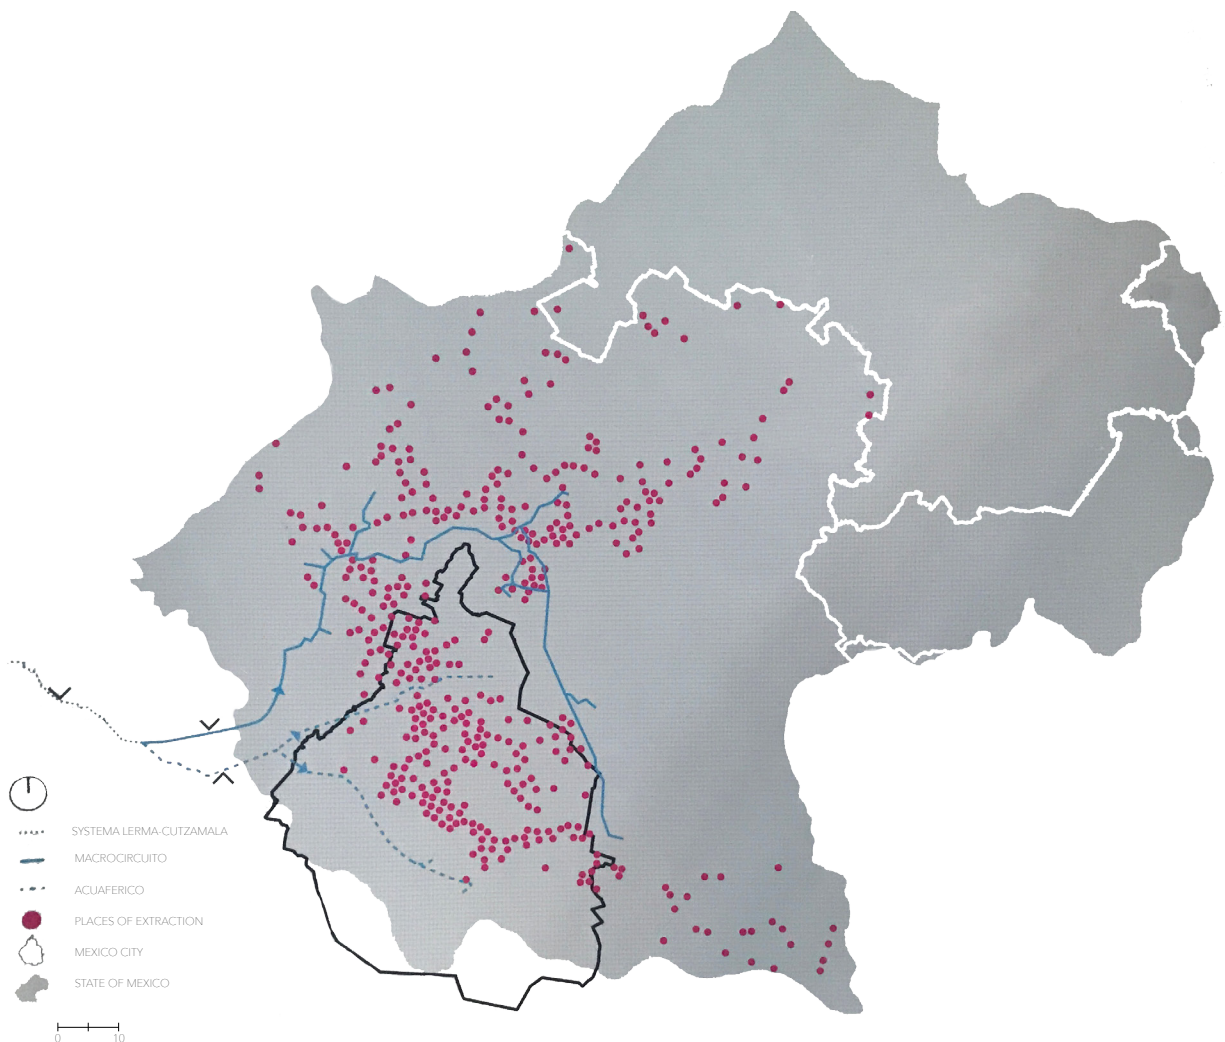 SYSTEMA LERMA-CUTZAMALA
MACROCIRCUITO
ACUAFERICO
PLACES OF EXTRACTION
MEXICO CITY
STATE OF MEXICO
0 10